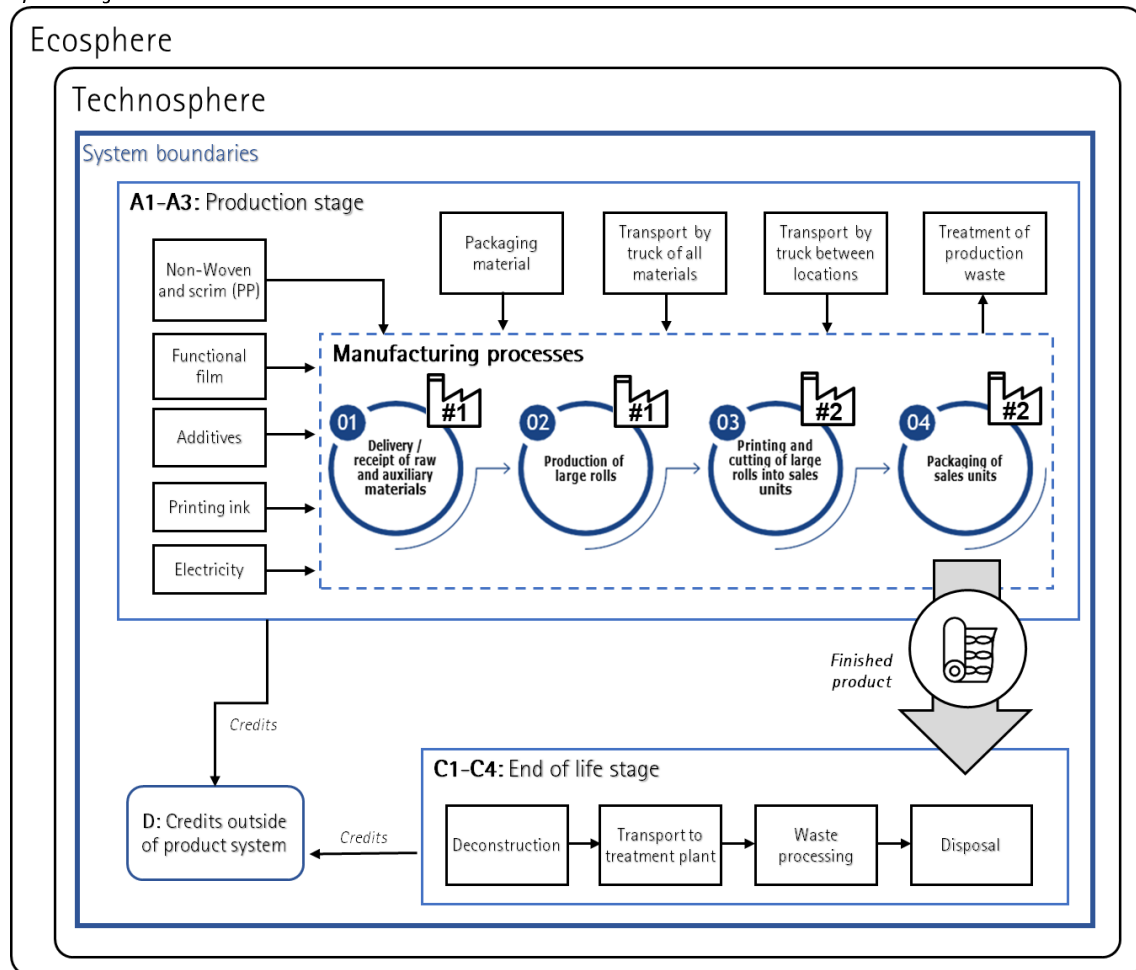 Ecosphere
Technosphere
System boundaries
A1-A3: Production stage
Non-Woven
and scrim (PP)
Functional
film
Additives
Printing ink
Electricity
Packaging
material
Transport by
truck of all
materials
Transport by
truck between
locations
Treatment of
production
waste
Manufacturing processes
#1
01
Delivery /
receipt of raw
and auxiliary
materials
#1
02
Production of
large rolls
#2
03
Printing and
cutting of large
rolls into sales
units
#2
04
Packaging of
sales units
Finished
product
Credits
D: Credits outside
of product system
Credits
C1-C4: End of life stage
Deconstruction
Transport to
treatment plant
Waste
processing
Disposal